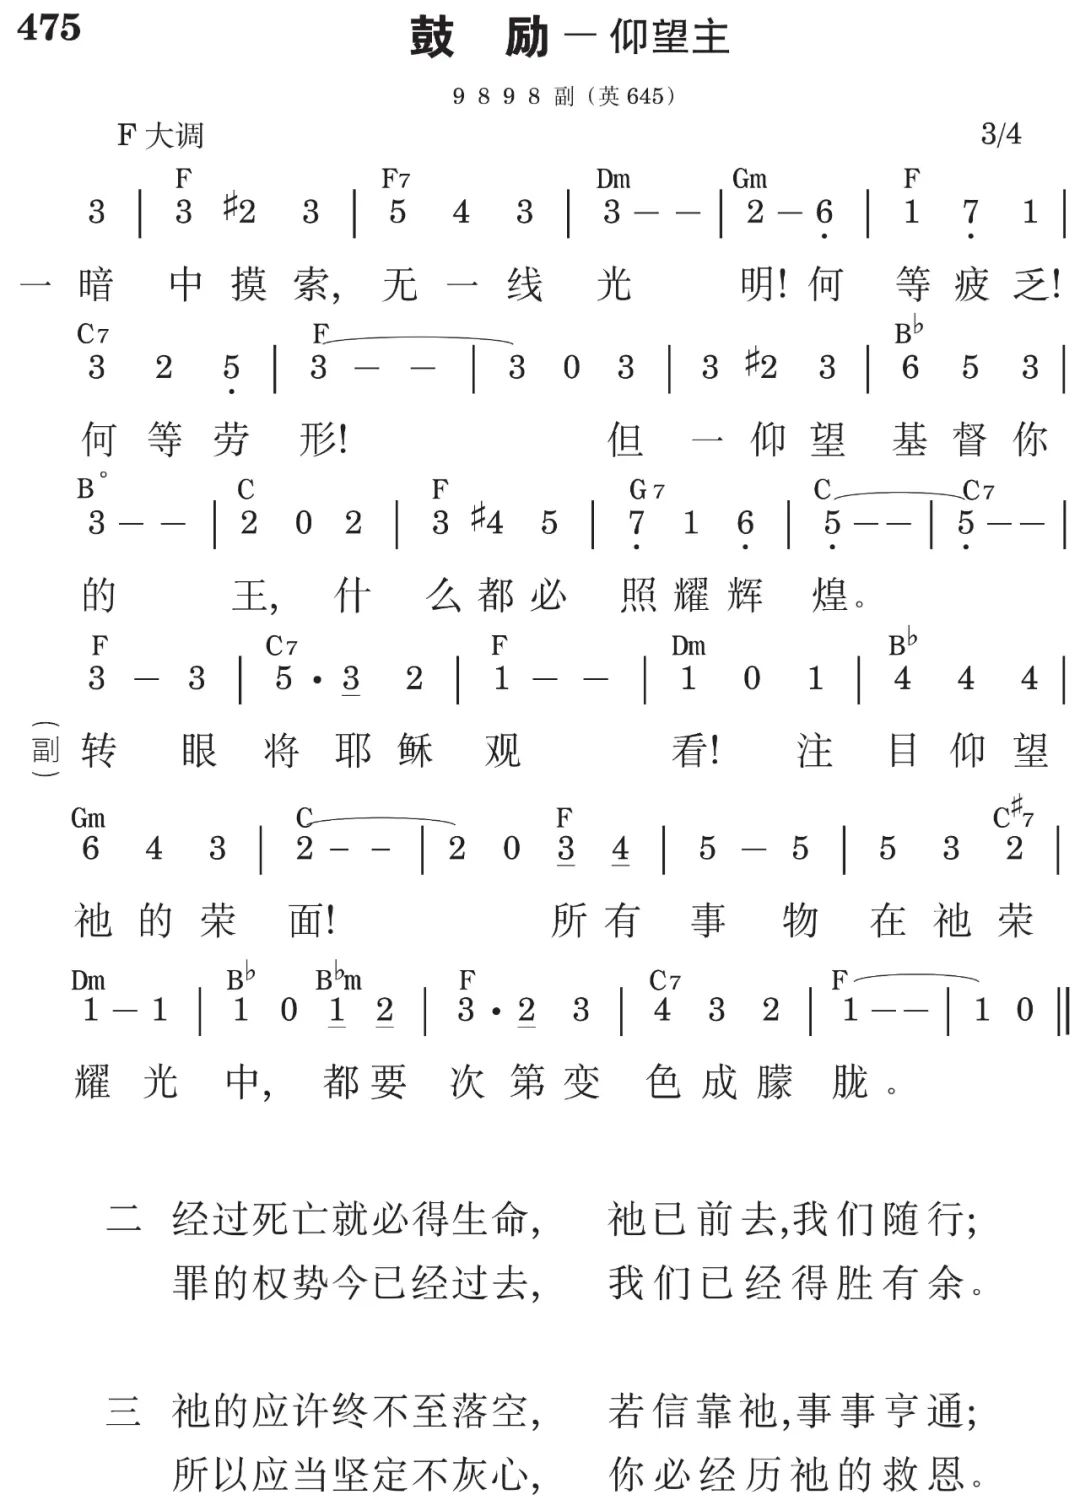 475
鼓 励 — 仰望主
9 8 9 8 副 (英 645)
F 大调 3/4
F F7 Dm Gm F
3 | 3 ♯2 3 | 5 4 3 | 3 – – | 2 – 6̣ | 1 7̣ 1 |
一 暗 中 摸 索, 无 一 线 光 明! 何 等 疲 乏!
C7 F B♭
3 2 5̣ | 3 – – | 3 0 3 | 3 ♯2 3 | 6 5 3 |
何 等 劳 形! 但 一 仰 望 基 督 你
B° C F G7 C C7
3 – – | 2 0 2 | 3 ♯4 5 | 7̣ 1 6̣ | 5̣ – – | 5̣ – – |
的 王, 什 么 都 必 照 耀 辉 煌。
F C7 F Dm B♭
3 – 3 | 5 · 3̲ 2 | 1 – – | 1 0 1 | 4 4 4 |
(副) 转 眼 将 耶 稣 观 看! 注 目 仰 望
Gm C F C♯7
6 4 3 | 2 – – | 2 0 3̲ 4̲ | 5 – 5 | 5 3 2 |
祂 的 荣 面! 所 有 事 物 在 祂 荣
Dm B♭ B♭m F C7 F
1 – 1 | 1 0 1̲ 2̲ | 3 · 2̲ 3 | 4 3 2 | 1 – – | 1 0 ‖
耀 光 中, 都 要 次 第 变 色 成 朦 胧 。
二 经过死亡就必得生命, 祂已前去,我们随行;
罪的权势今已经过去, 我们已经得胜有余。
三 祂的应许终不至落空, 若信靠祂,事事亨通;
所以应当坚定不灰心, 你必经历祂的救恩。